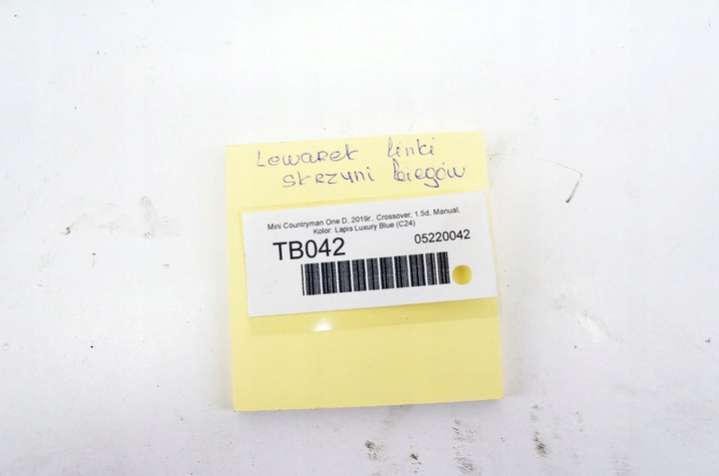 Lewarek linki
skrzyni biegów
Mini Countryman One D, 2019r., Crossover, 1.5d, Manual,
Kolor: Lapis Luxury Blue (C24)
TB042 05220042